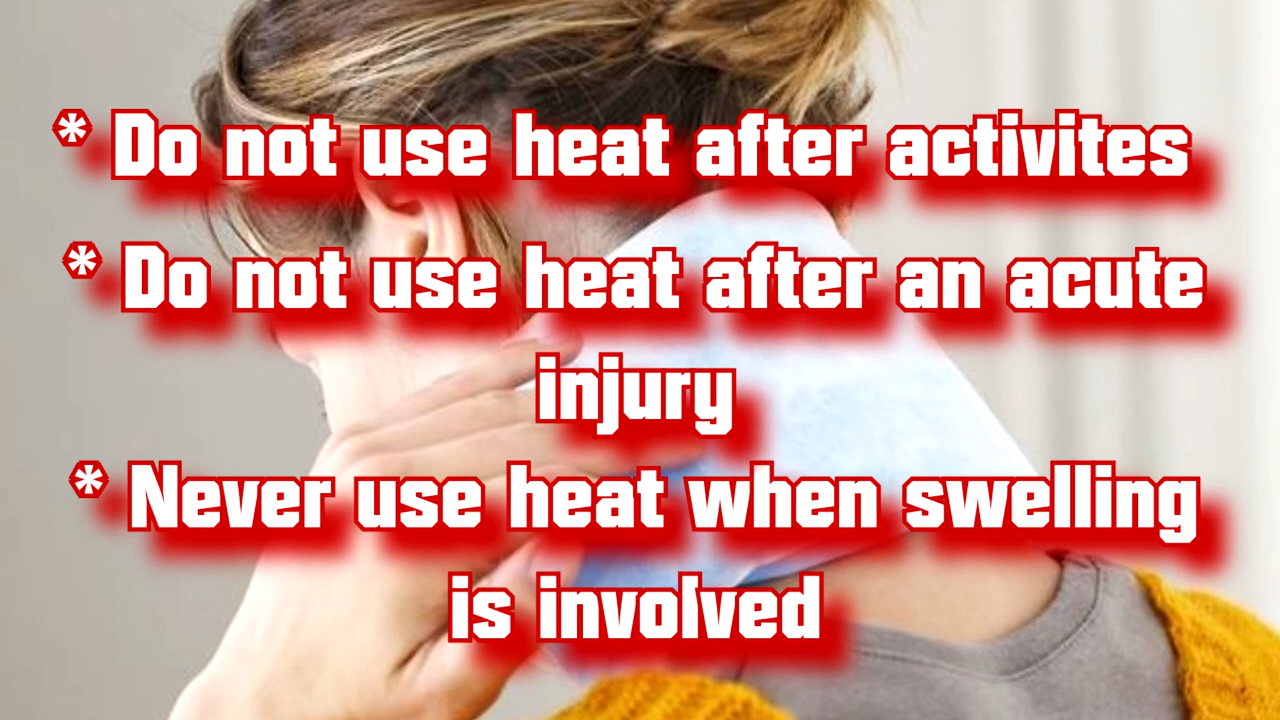 * Do not use heat after activites
* Do not use heat after an acute
injury
* Never use heat when swelling
is involved